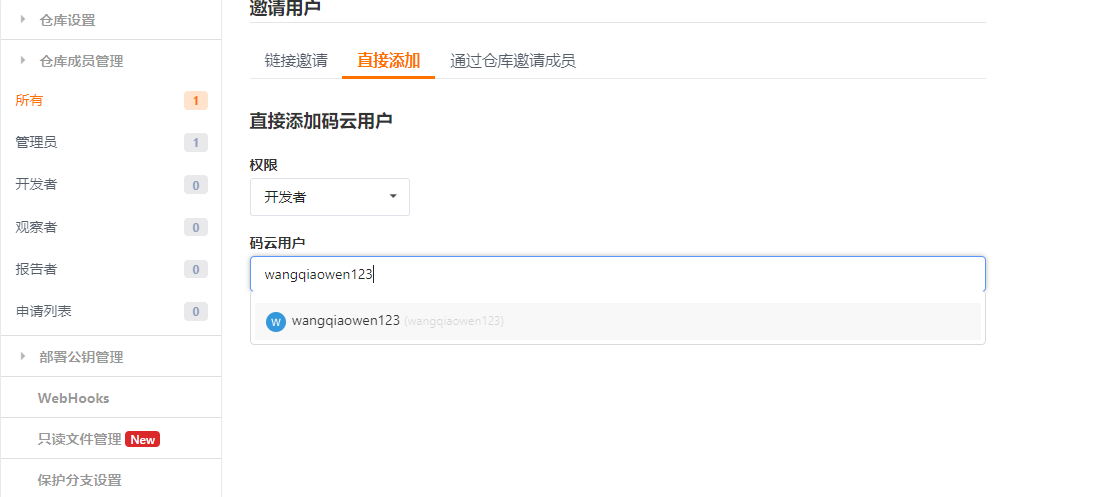 仓库设置
仓库成员管理
所有 1
管理员 1
开发者 0
观察者 0
报告者 0
申请列表 0
部署公钥管理
WebHooks
只读文件管理 New
保护分支设置
邀请用户
链接邀请 直接添加 通过仓库邀请成员
直接添加码云用户
权限
开发者
码云用户
wangqiaowen123
W wangqiaowen123 (wangqiaowen123)